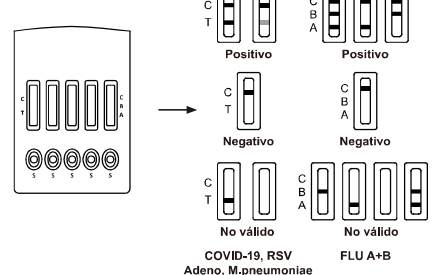 C C
T B
A
Positivo Positivo
C C
T B
A
Negativo Negativo
C C
T B
A
No válido No válido
COVID-19, RSV FLU A+B
Adeno, M.pneumoniae
C C
T B
A
S S S S S